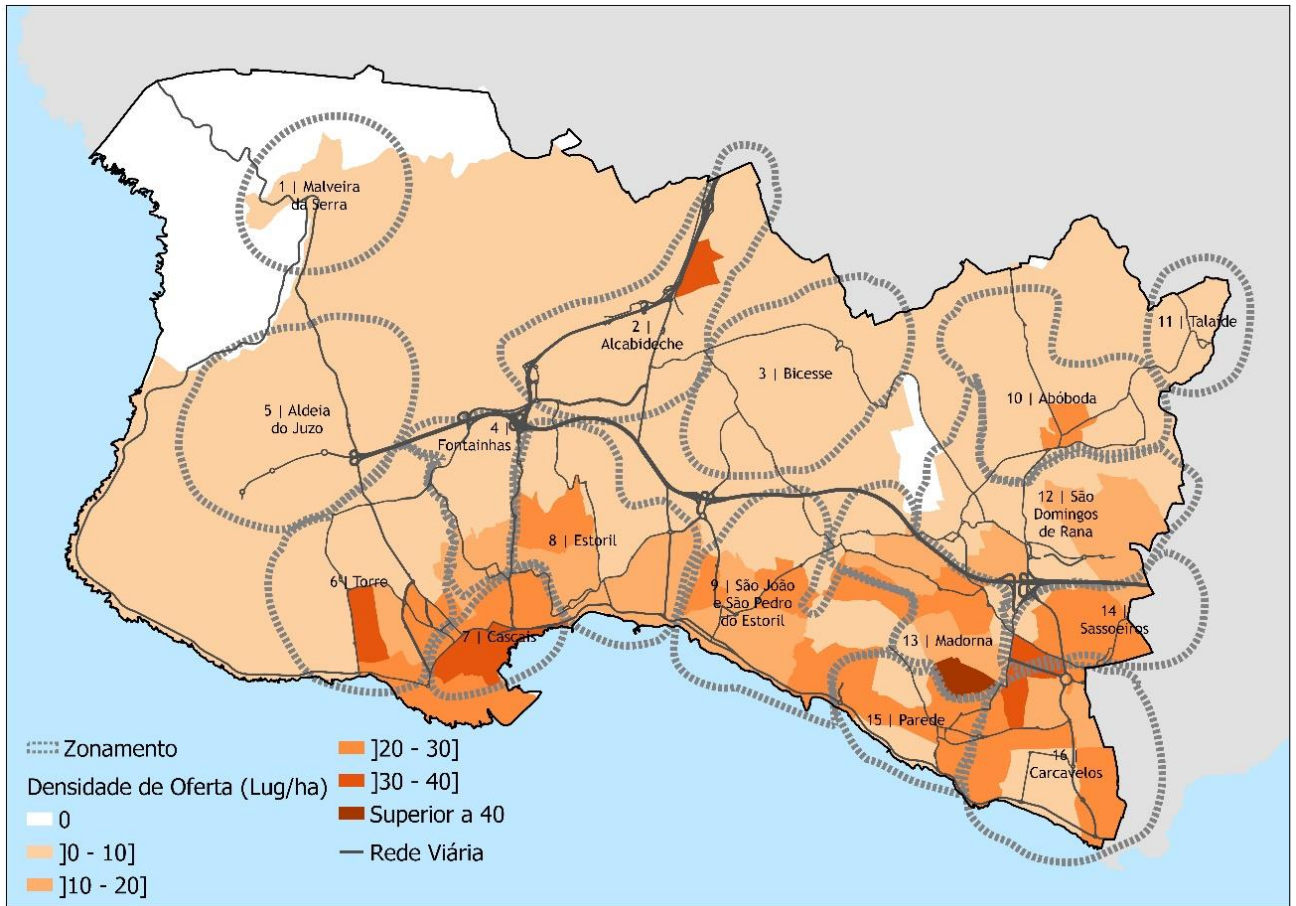 1 | Malveira
da Serra
2 |
Alcabideche
3 | Bicesse
11 | Talaíde
10 | Abóboda
5 | Aldeia
do Juzo
4 |
Fontainhas
12 | São
Domingos
de Rana
8 | Estoril
6 | Torre
9 | São João
e São Pedro
do Estoril
14 |
Sassoeiros
7 | Cascais
13 | Madorna
15 | Parede
16 |
Carcavelos
Zonamento
Densidade de Oferta (Lug/ha)
0
]0 - 10]
]10 - 20]
]20 - 30]
]30 - 40]
Superior a 40
Rede Viária